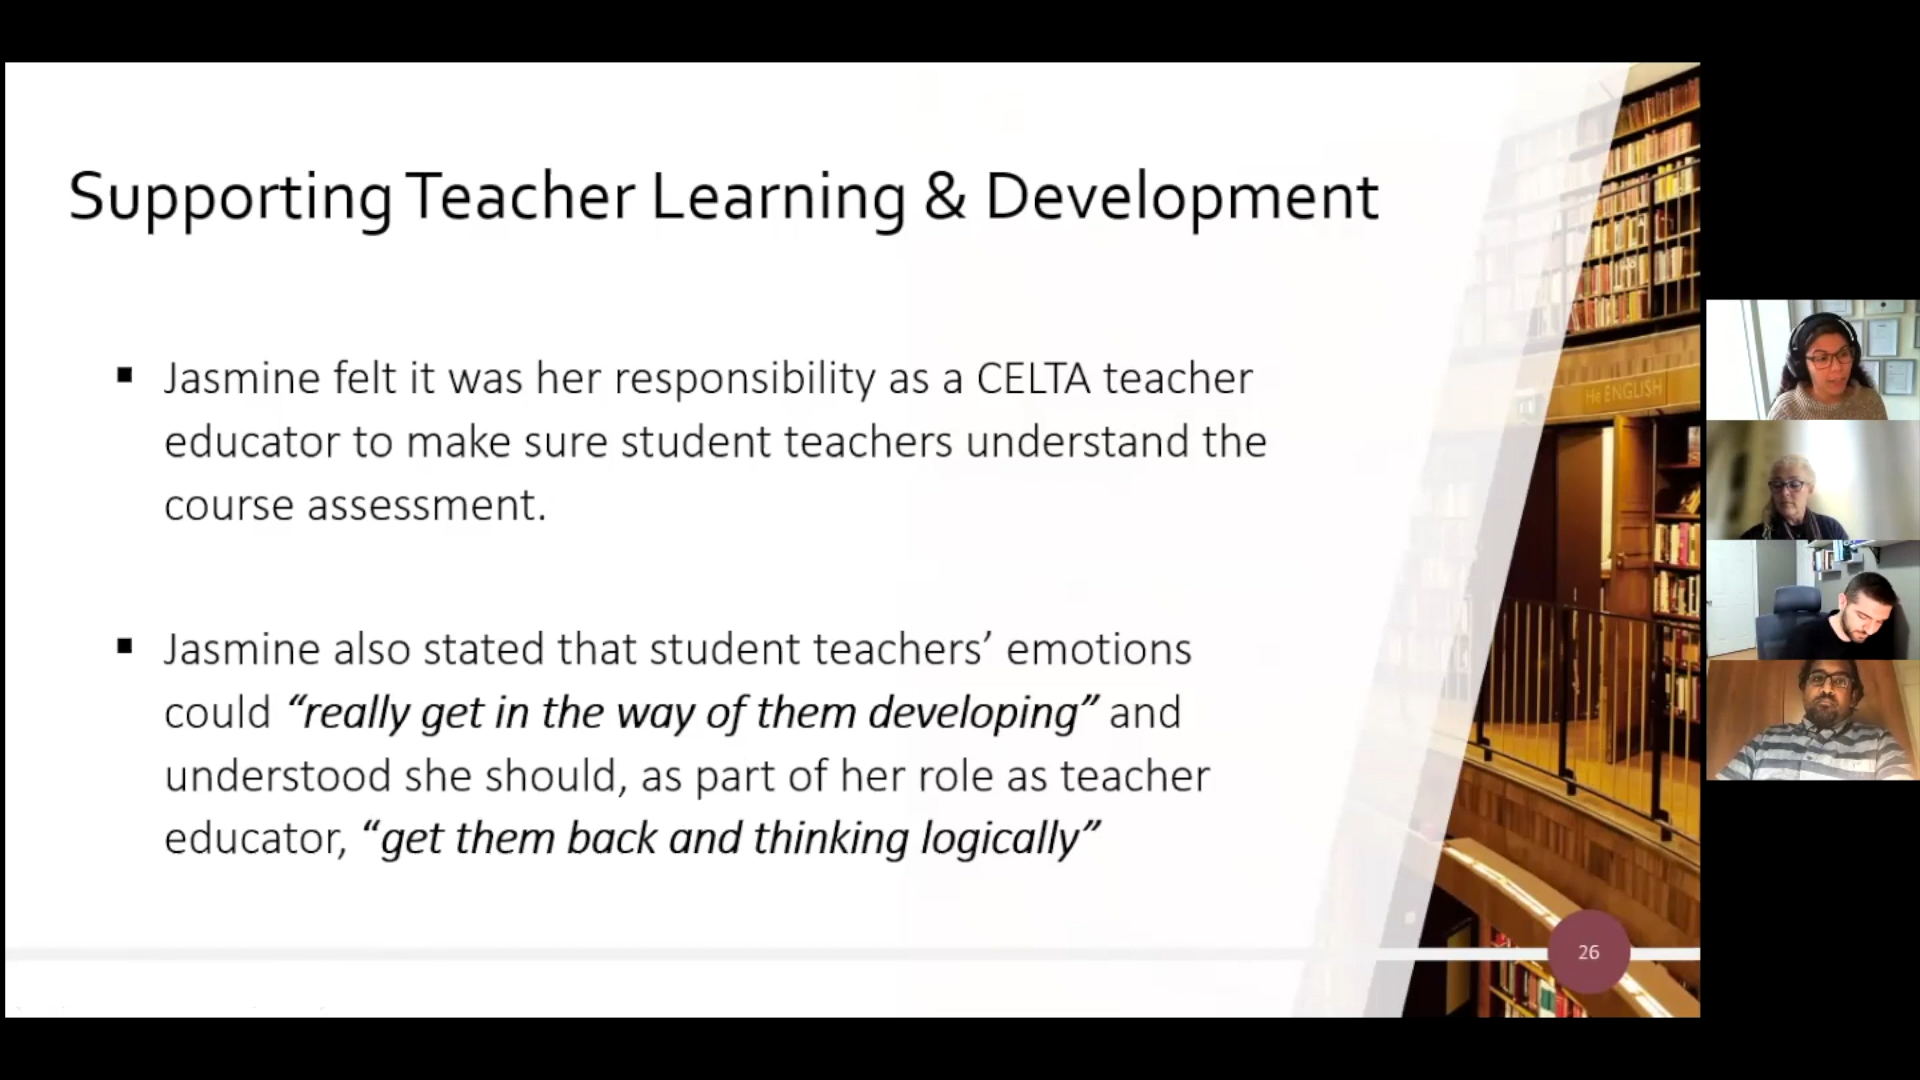 Supporting Teacher Learning & Development
▪ Jasmine felt it was her responsibility as a CELTA teacher
educator to make sure student teachers understand the
course assessment.
▪ Jasmine also stated that student teachers’ emotions
could “really get in the way of them developing” and
understood she should, as part of her role as teacher
educator, “get them back and thinking logically”
He ENGLISH
26